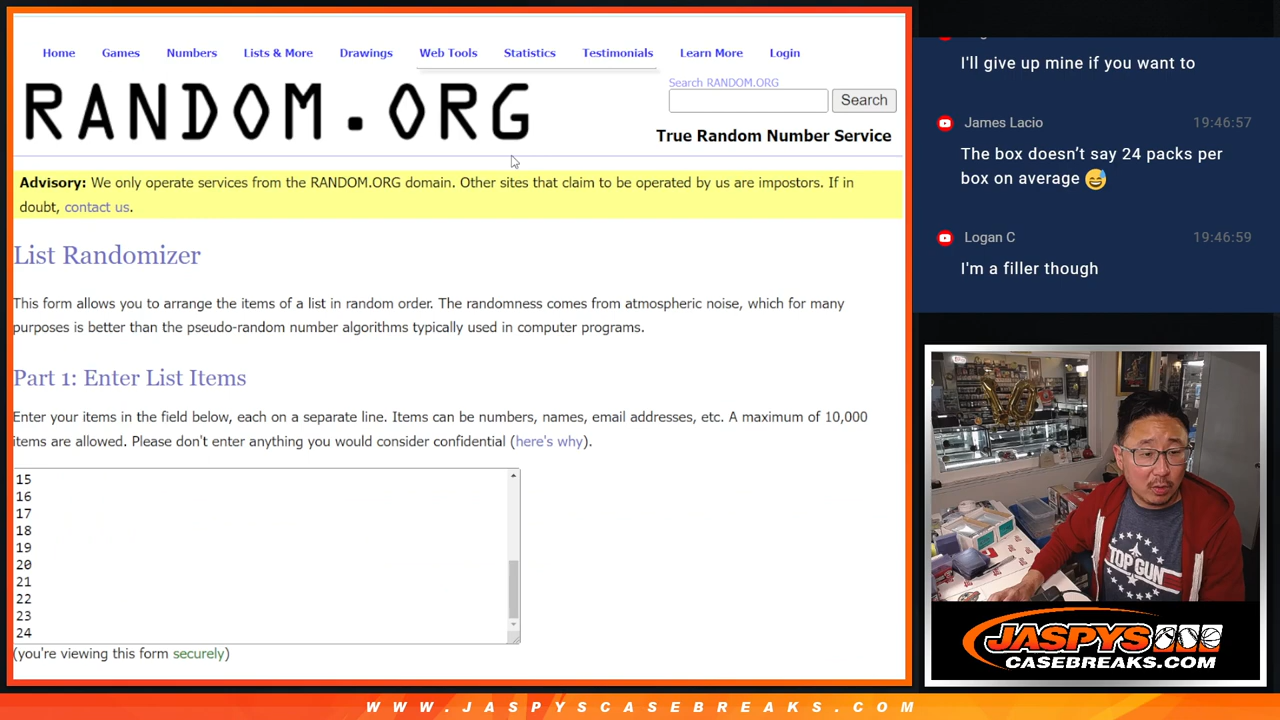 Home Games Numbers Lists & More Drawings Web Tools Statistics Testimonials Learn More Login
RANDOM.ORG
Search RANDOM.ORG
Search
True Random Number Service
Advisory: We only operate services from the RANDOM.ORG domain. Other sites that claim to be operated by us are impostors. If in
doubt, contact us.
List Randomizer
This form allows you to arrange the items of a list in random order. The randomness comes from atmospheric noise, which for many
purposes is better than the pseudo-random number algorithms typically used in computer programs.
Part 1: Enter List Items
Enter your items in the field below, each on a separate line. Items can be numbers, names, email addresses, etc. A maximum of 10,000
items are allowed. Please don't enter anything you would consider confidential (here's why).
15
16
17
18
19
20
21
22
23
24
(you're viewing this form securely)
I'll give up mine if you want to
James Lacio 19:46:57
The box doesn’t say 24 packs per
box on average 😅
Logan C 19:46:59
I'm a filler though
10
TOP GUN
JASPYS
CASEBREAKS.COM
WWW.JASPYSCASEBREAKS.COM